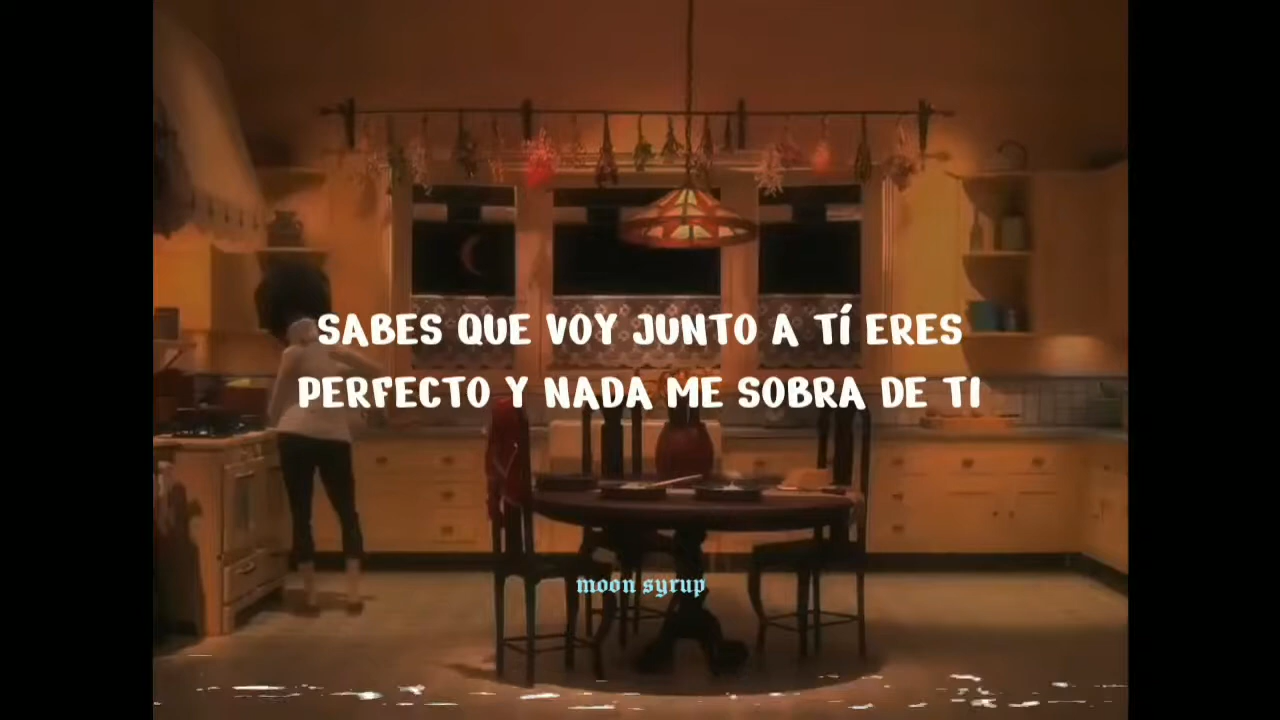 SABES QUE VOY JUNTO A TÍ ERES
PERFECTO Y NADA ME SOBRA DE TI
moon syrup